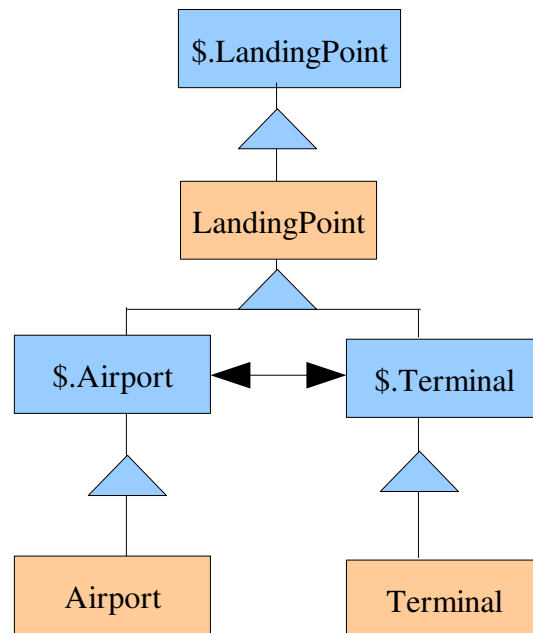 $.LandingPoint
LandingPoint
$.Airport
$.Terminal
Airport
Terminal